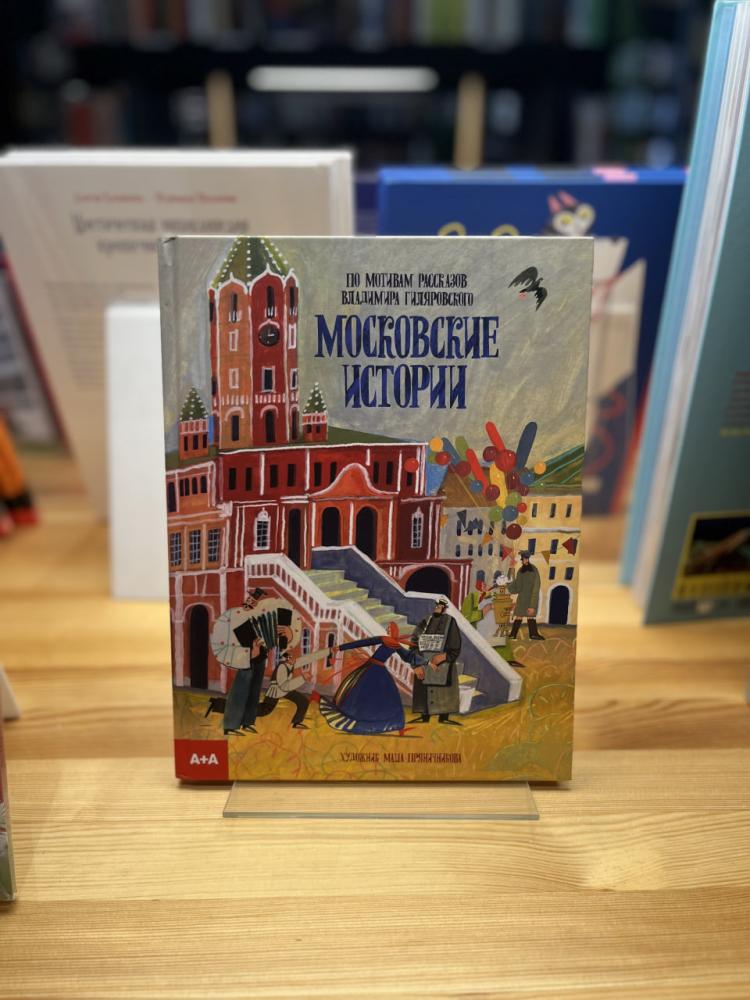 ПО МОТИВАМ РАССКАЗОВ
ВЛАДИМИРА ГИЛЯРОВСКОГО
МОСКОВСКИЕ
ИСТОРИИ
ХУДОЖНИК МАША ПРЯНИЧНИКОВА
A+A